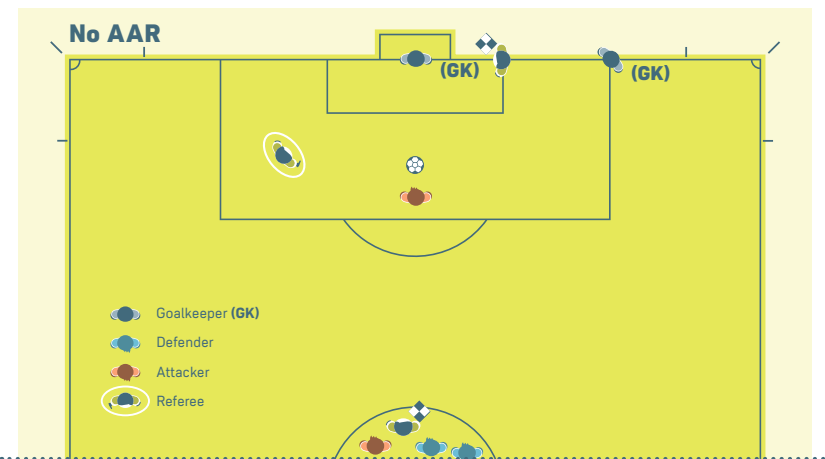 No AAR
(GK)
(GK)
Goalkeeper (GK)
Defender
Attacker
Referee